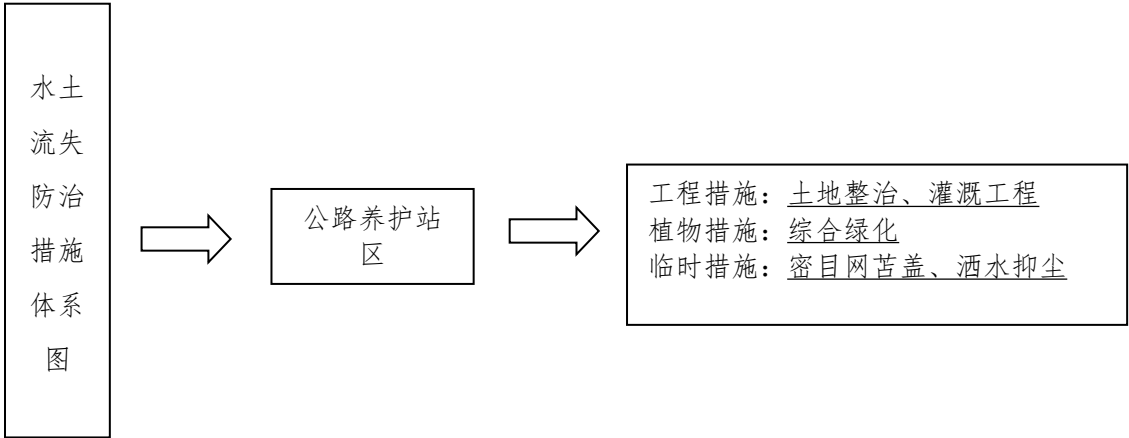 水土
流失
防治
措施
体系
图
公路养护站
区
工程措施：土地整治、灌溉工程
植物措施：综合绿化
临时措施：密目网苫盖、洒水抑尘